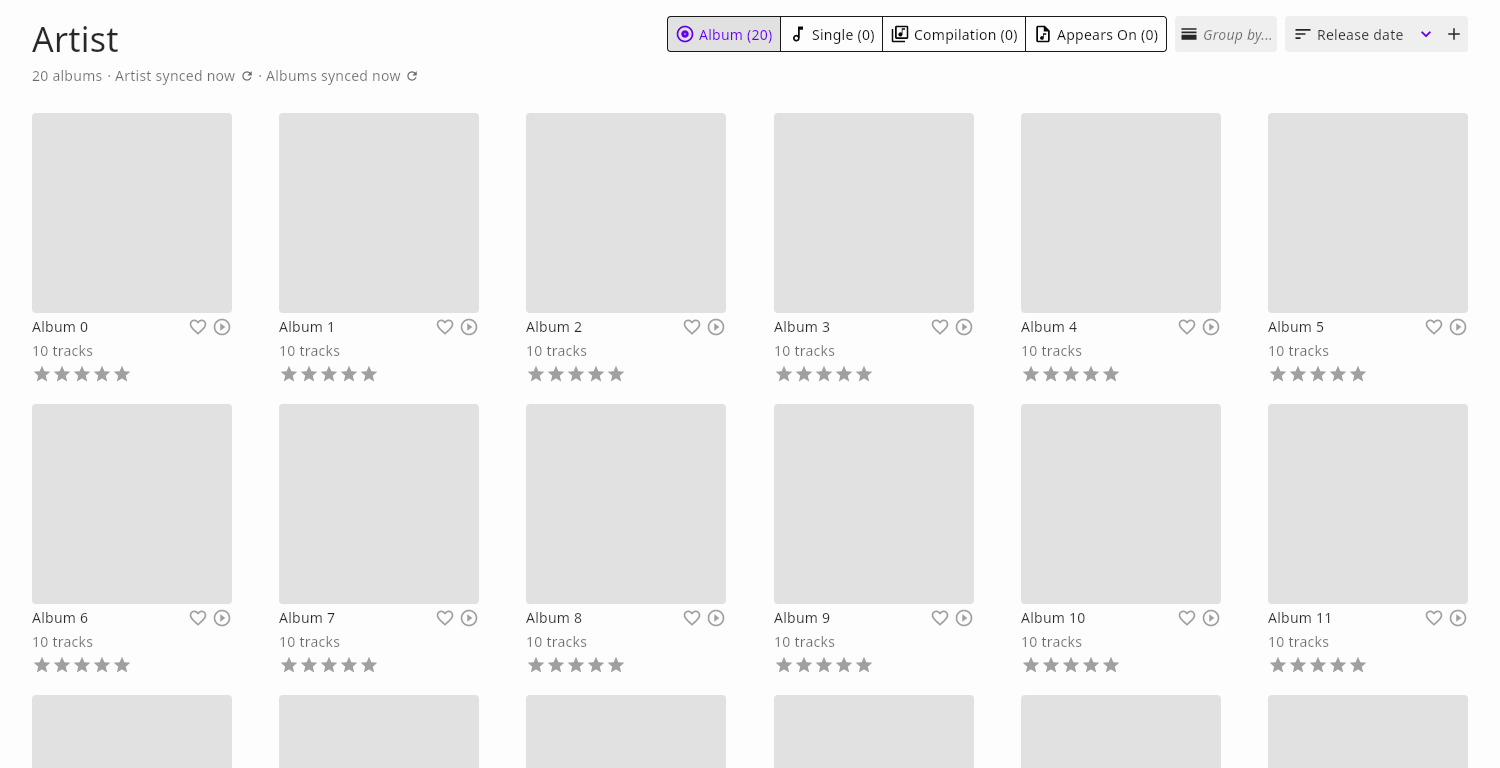 Artist
Album (20) Single (0) Compilation (0) Appears On (0) Group by... Release date
20 albums · Artist synced now · Albums synced now
Album 0 Album 1 Album 2 Album 3 Album 4 Album 5
10 tracks 10 tracks 10 tracks 10 tracks 10 tracks 10 tracks
Album 6 Album 7 Album 8 Album 9 Album 10 Album 11
10 tracks 10 tracks 10 tracks 10 tracks 10 tracks 10 tracks